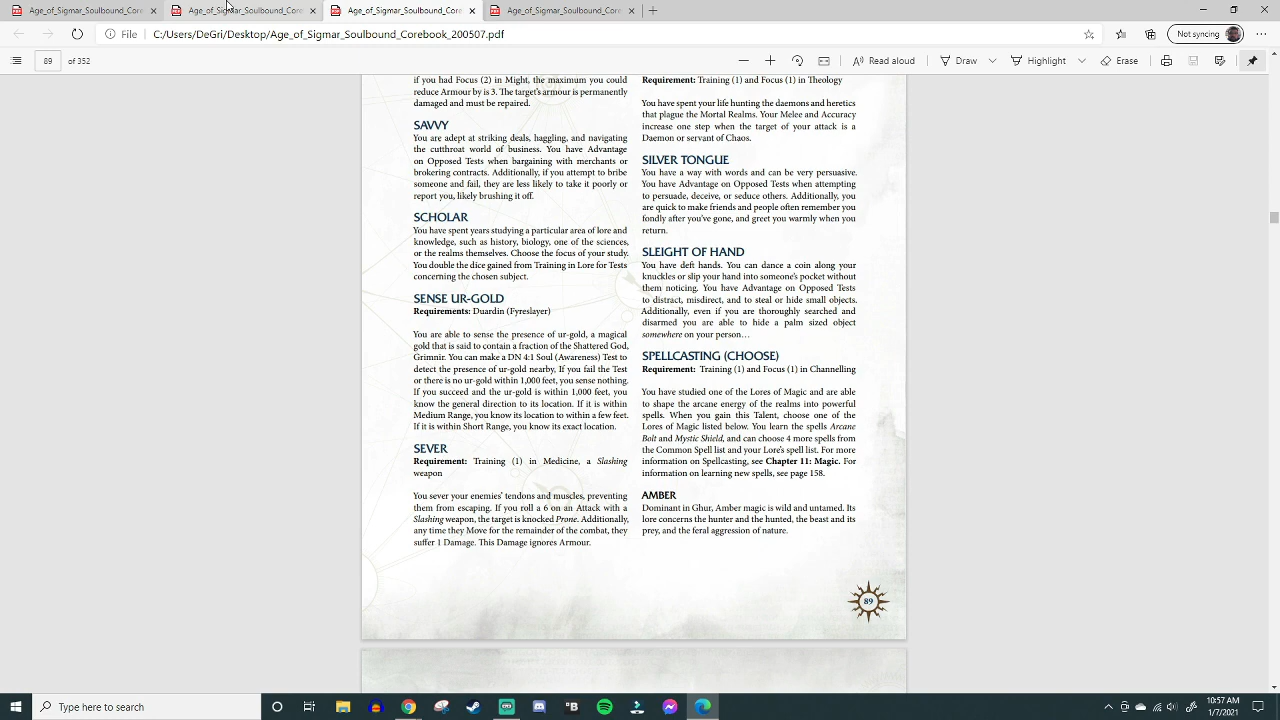 Age_of_Sigmar_Soulbound_Cor
Age_of_Sigmar_Soulbound_Core
Age_of_Sigmar_Soulbound_Core
Age_of_Sigmar_Soulbound_Core
File
C:/Users/DeGri/Desktop/Age_of_Sigmar_Soulbound_Corebook_200507.pdf
Not syncing
89 of 352
Read aloud
Draw
Highlight
Erase
if you had Focus (2) in Might, the maximum you could
reduce Armour by is 3. The target's armour is permanently
damaged and must be repaired.
SAVVY
You are adept at striking deals, haggling, and navigating
the cutthroat world of business. You have Advantage
on Opposed Tests when bargaining with merchants or
brokering contracts. Additionally, if you attempt to bribe
someone and fail, they are less likely to take it poorly or
report you, likely brushing it off.
SCHOLAR
You have spent years studying a particular area of lore and
knowledge, such as history, biology, one of the sciences,
or the realms themselves. Choose the focus of your study.
You double the dice gained from Training in Lore for Tests
concerning the chosen subject.
SENSE UR-GOLD
Requirements: Duardin (Fyreslayer)
You are able to sense the presence of ur-gold, a magical
gold that is said to contain a fraction of the Shattered God,
Grimnir. You can make a DN 4:1 Soul (Awareness) Test to
detect the presence of ur-gold nearby, If you fail the Test
or there is no ur-gold within 1,000 feet, you sense nothing.
If you succeed and the ur-gold is within 1,000 feet, you
know the general direction to its location. If it is within
Medium Range, you know its location to within a few feet.
If it is within Short Range, you know its exact location.
SEVER
Requirement: Training (1) in Medicine, a Slashing
weapon
You sever your enemies' tendons and muscles, preventing
them from escaping. If you roll a 6 on an Attack with a
Slashing weapon, the target is knocked Prone. Additionally,
any time they Move for the remainder of the combat, they
suffer 1 Damage. This Damage ignores Armour.
Requirement: Training (1) and Focus (1) in Theology
You have spent your life hunting the daemons and heretics
that plague the Mortal Realms. Your Melee and Accuracy
increase one step when the target of your attack is a
Daemon or servant of Chaos.
SILVER TONGUE
You have a way with words and can be very persuasive.
You have Advantage on Opposed Tests when attempting
to persuade, deceive, or seduce others. Additionally, you
are quick to make friends and people often remember you
fondly after you've gone, and greet you warmly when you
return.
SLEIGHT OF HAND
You have deft hands. You can dance a coin along your
knuckles or slip your hand into someone's pocket without
them noticing. You have Advantage on Opposed Tests
to distract, misdirect, and to steal or hide small objects.
Additionally, even if you are thoroughly searched and
disarmed you are able to hide a palm sized object
somewhere on your person…
SPELLCASTING (CHOOSE)
Requirement: Training (1) and Focus (1) in Channelling
You have studied one of the Lores of Magic and are able
to shape the arcane energy of the realms into powerful
spells. When you gain this Talent, choose one of the
Lores of Magic listed below. You learn the spells Arcane
Bolt and Mystic Shield, and can choose 4 more spells from
the Common Spell list and your Lore's spell list. For more
information on Spellcasting, see Chapter 11: Magic. For
information on learning new spells, see page 158.
AMBER
Dominant in Ghur, Amber magic is wild and untamed. Its
lore concerns the hunter and the hunted, the beast and its
prey, and the feral aggression of nature.
89
Type here to search
10:57 AM
1/7/2021